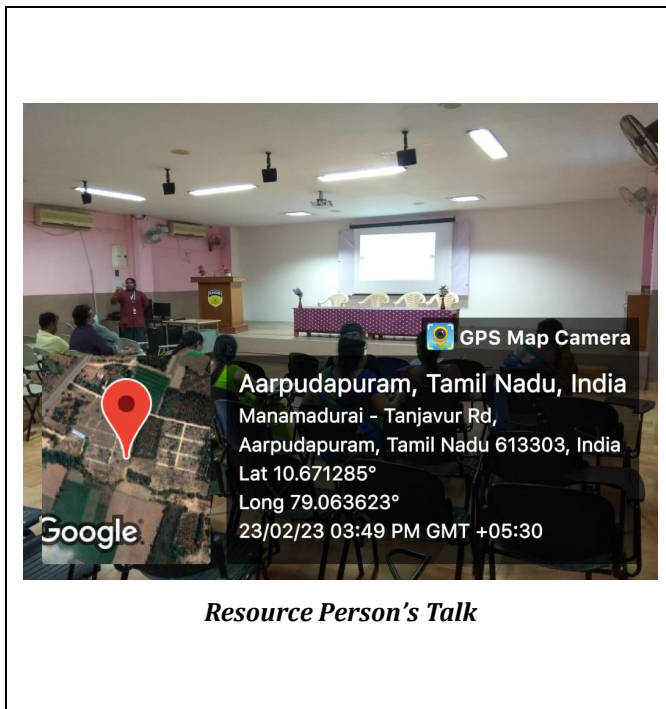 GPS Map Camera
Aarpudapuram, Tamil Nadu, India
Manamadurai - Tanjavur Rd,
Aarpudapuram, Tamil Nadu 613303, India
Lat 10.671285°
Long 79.063623°
23/02/23 03:49 PM GMT +05:30
Google
Resource Person's Talk